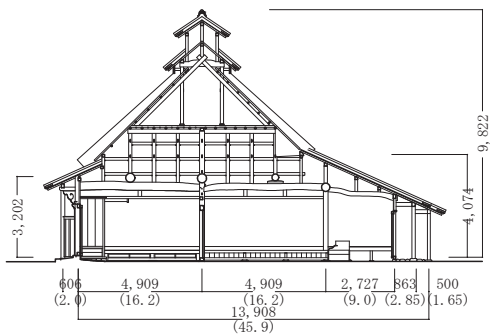 9,822
4,074
3,202
606 4,909 4,909 2,727 863 500
(2.0) (16.2) (16.2) (9.0) (2.85) (1.65)
13,908
(45.9)